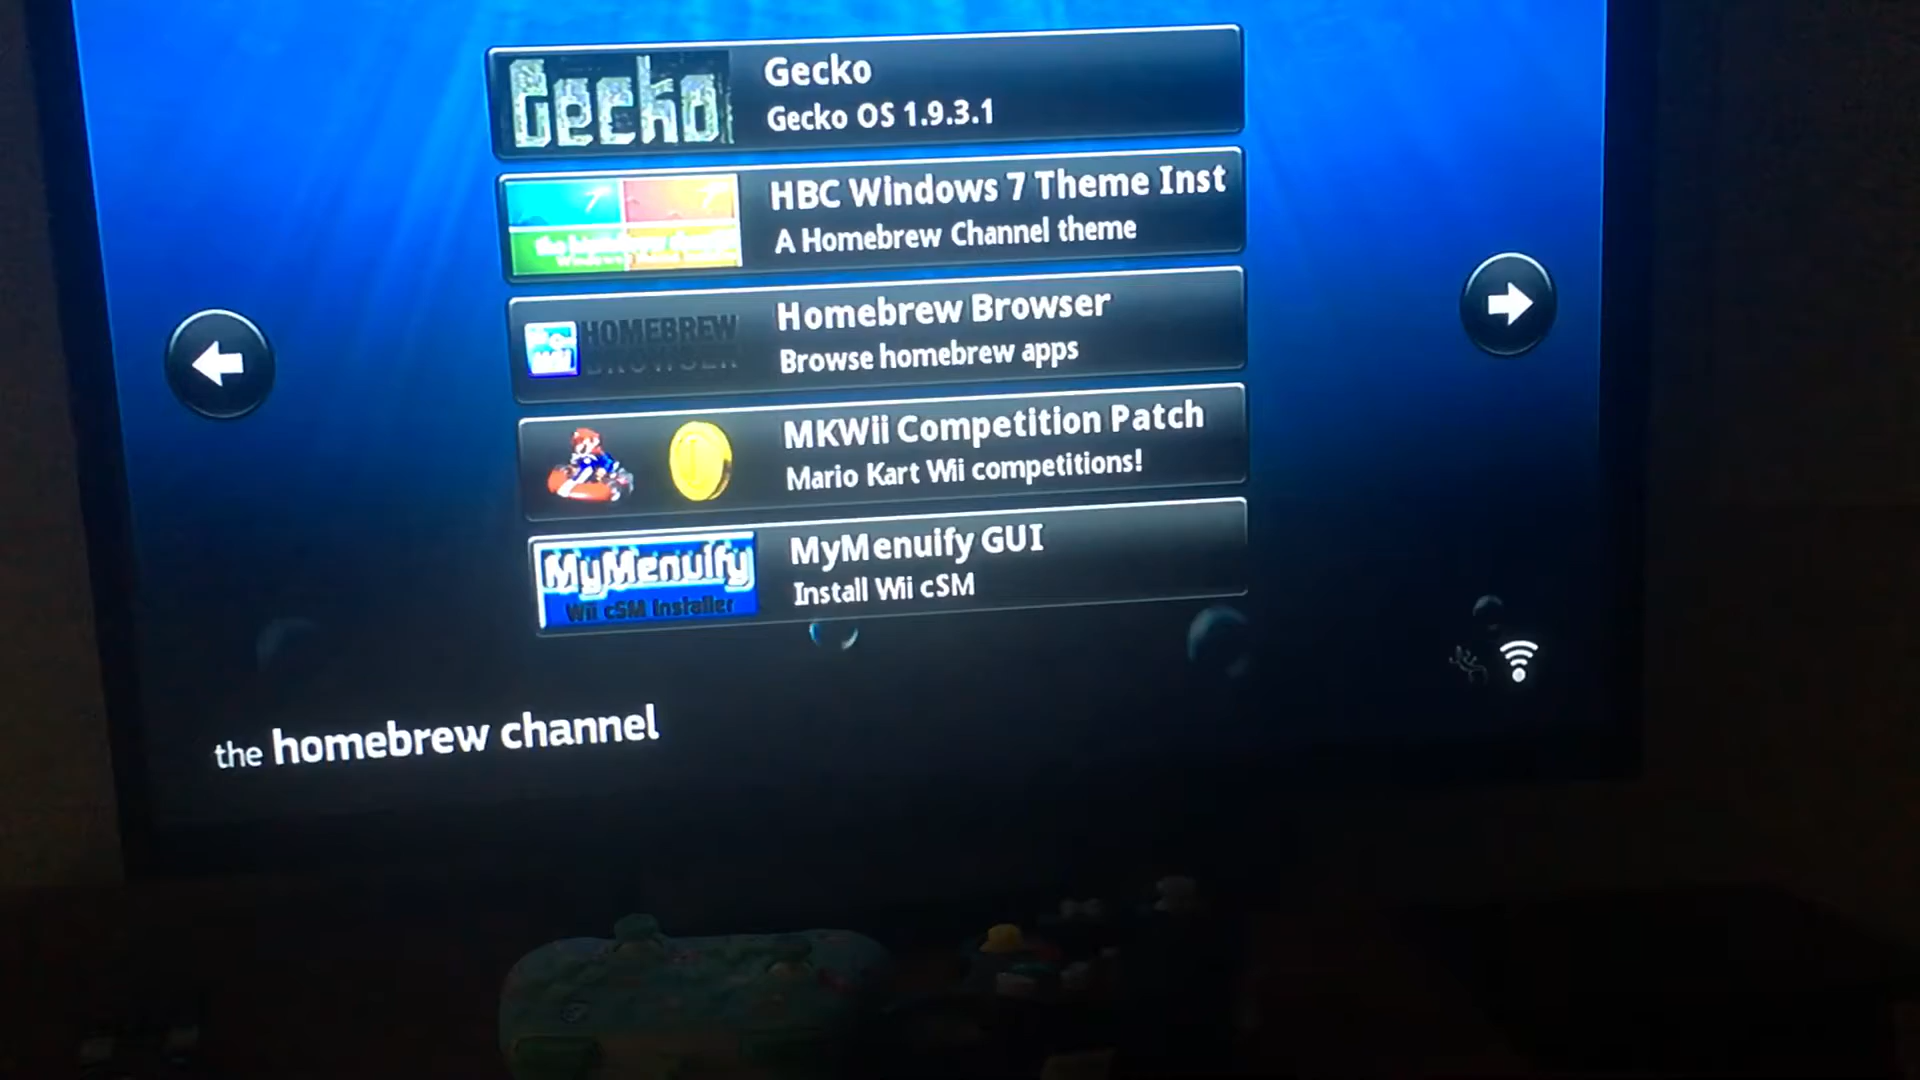 Gecko
Gecko
Gecko OS 1.9.3.1
HBC Windows 7 Theme Inst
A Homebrew Channel theme
HOMEBREW
BROWSER
Homebrew Browser
Browse homebrew apps
MKWii Competition Patch
Mario Kart Wii competitions!
MyMenuify
Wii cSM Installer
MyMenuify GUI
Install Wii cSM
the homebrew channel